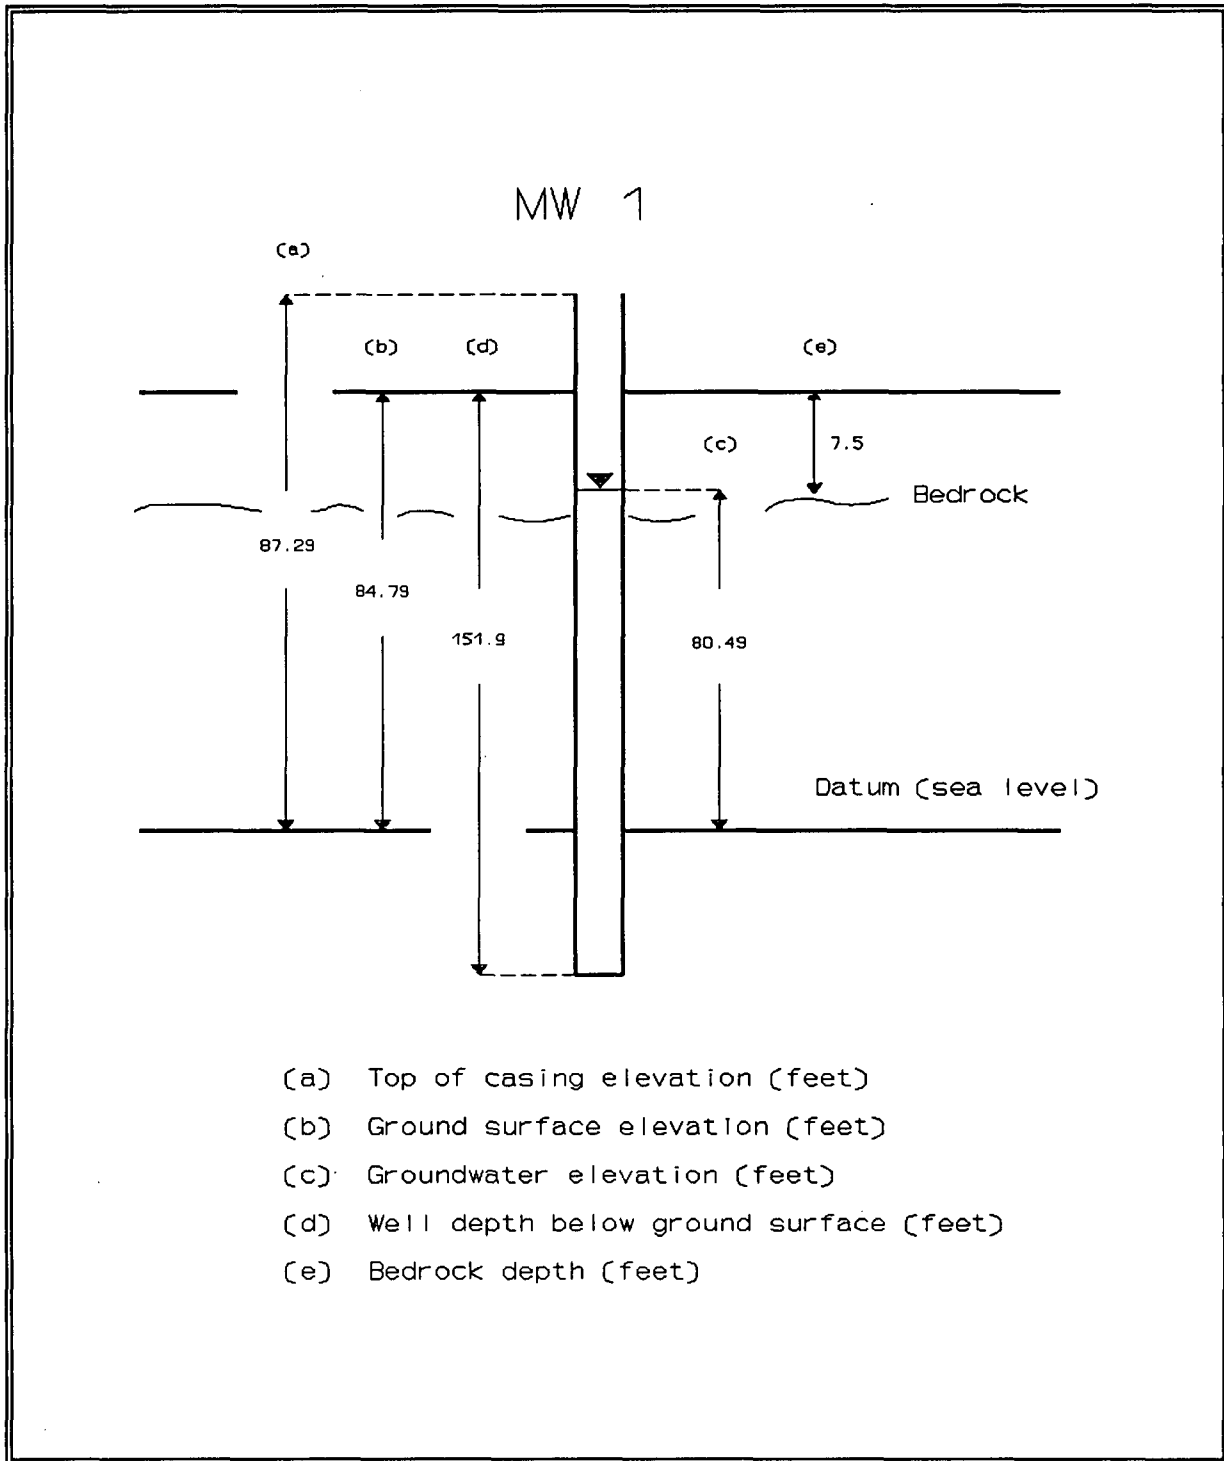 MW 1
(a)
(b) (d) (e)
(c) 7.5
Bedrock
87.29
84.79
151.9 80.49
Datum (sea level)
(a) Top of casing elevation (feet)
(b) Ground surface elevation (feet)
(c) Groundwater elevation (feet)
(d) Well depth below ground surface (feet)
(e) Bedrock depth (feet)